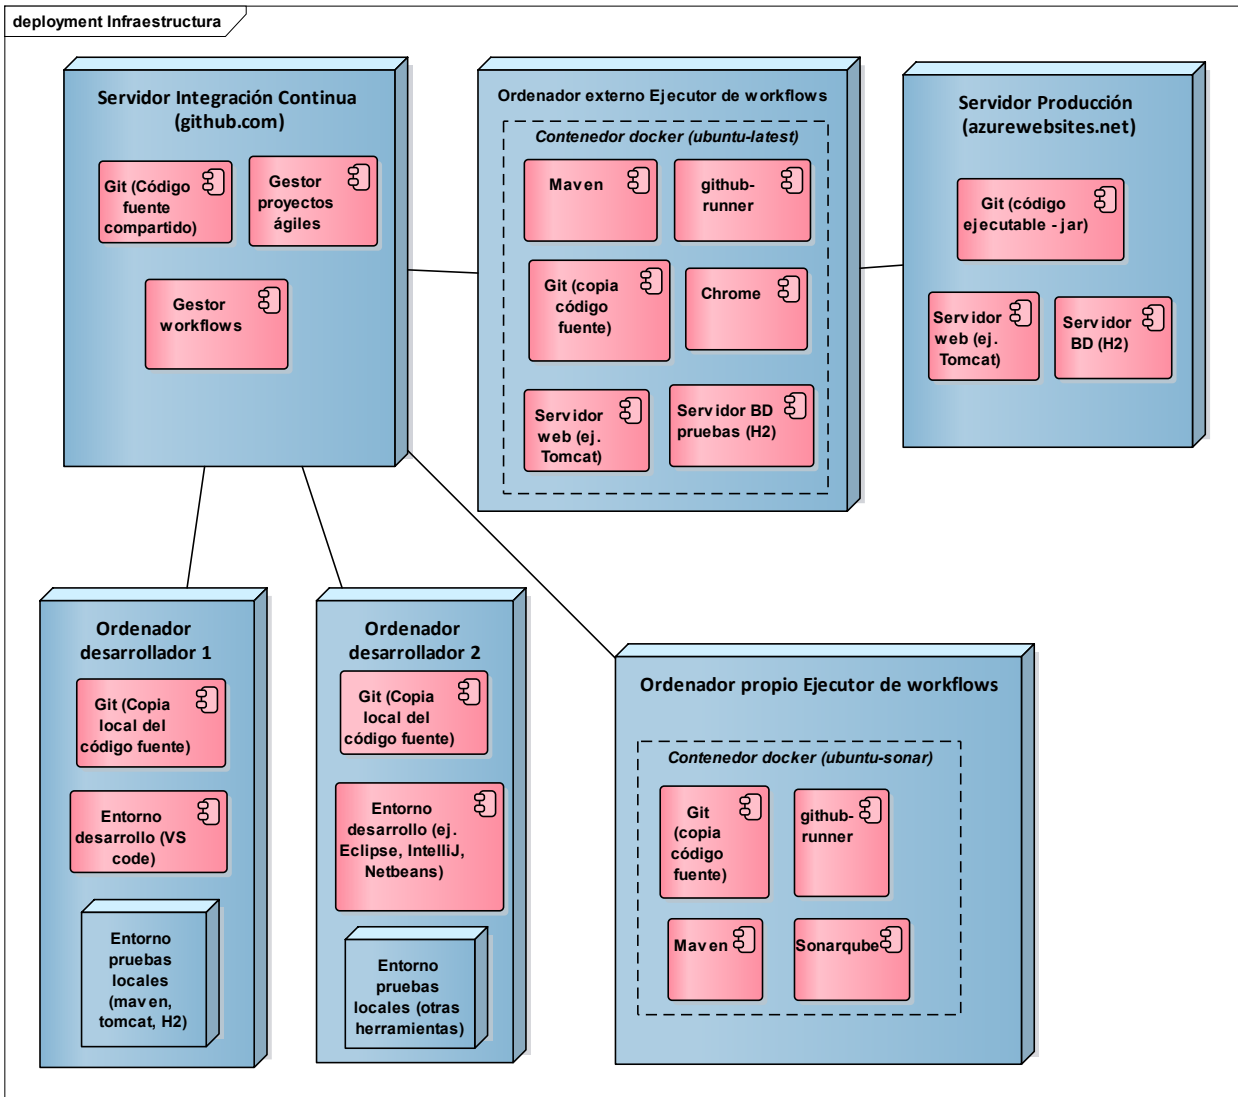 deployment Infraestructura
Servidor Integración Continua
(github.com)
Git (Código
fuente
compartido)
Gestor
proyectos
ágiles
Gestor
workflows
Ordenador externo Ejecutor de workflows
Contenedor docker (ubuntu-latest)
Maven
github-
runner
Git (copia
código
fuente)
Chrome
Servidor
web (ej.
Tomcat)
Servidor BD
pruebas (H2)
Servidor Producción
(azurewebsites.net)
Git (código
ejecutable - jar)
Servidor
web (ej.
Tomcat)
Servidor
BD (H2)
Ordenador
desarrollador 1
Git (Copia
local del
código fuente)
Entorno
desarrollo (VS
code)
Entorno
pruebas
locales
(maven,
tomcat, H2)
Ordenador
desarrollador 2
Git (Copia
local del
código fuente)
Entorno
desarrollo (ej.
Eclipse, IntelliJ,
Netbeans)
Entorno
pruebas
locales (otras
herramientas)
Ordenador propio Ejecutor de workflows
Contenedor docker (ubuntu-sonar)
Git
(copia
código
fuente)
github-
runner
Maven
Sonarqube